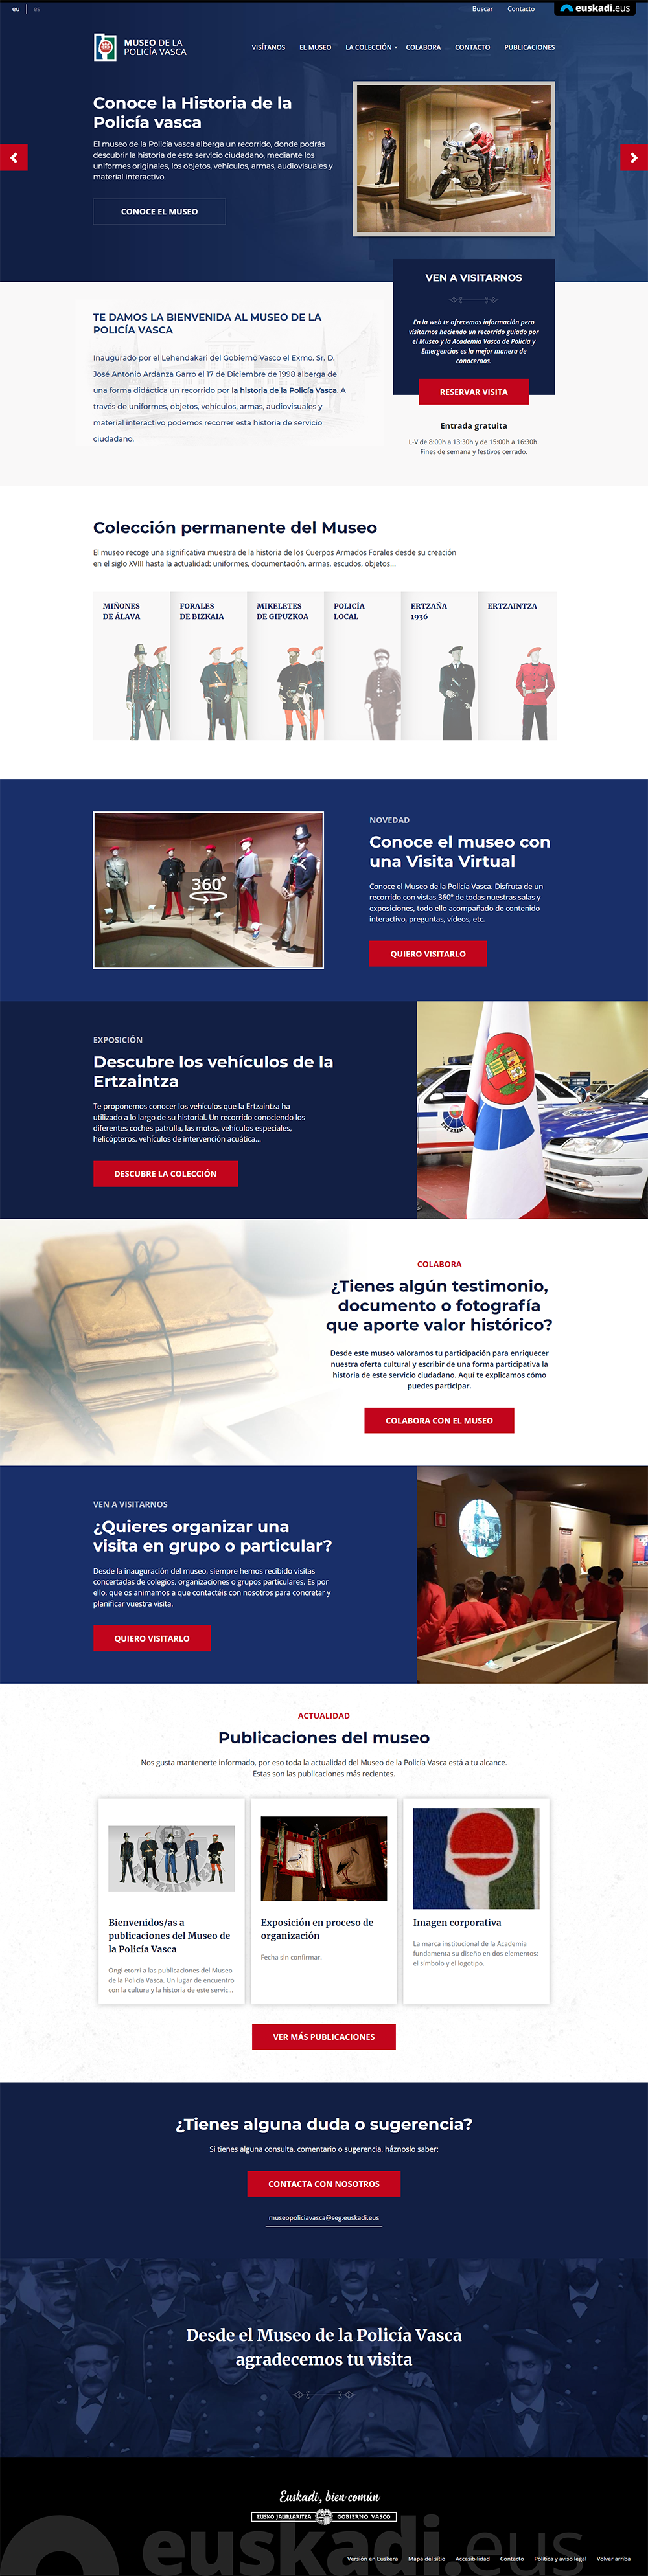 eu | es
Buscar Contacto euskadi.eus
MUSEO DE LA
POLICÍA VASCA
VISÍTANOS EL MUSEO LA COLECCIÓN COLABORA CONTACTO PUBLICACIONES
Conoce la Historia de la
Policía vasca
El museo de la Policía vasca alberga un recorrido, donde podrás
descubrir la historia de este servicio ciudadano, mediante los
uniformes originales, los objetos, vehículos, armas, audiovisuales y
material interactivo.
CONOCE EL MUSEO
VEN A VISITARNOS
En la web te ofrecemos información pero
visitarnos haciendo un recorrido guiado por
el Museo y la Academia Vasca de Policía y
Emergencias es la mejor manera de
conocernos.
RESERVAR VISITA
Entrada gratuita
L-V de 8:00h a 13:30h y de 15:00h a 16:30h.
Fines de semana y festivos cerrado.
TE DAMOS LA BIENVENIDA AL MUSEO DE LA
POLICÍA VASCA
Inaugurado por el Lehendakari del Gobierno Vasco el Exmo. Sr. D.
José Antonio Ardanza Garro el 17 de Diciembre de 1998 alberga de
una forma didáctica un recorrido por la historia de la Policía Vasca. A
través de uniformes, objetos, vehículos, armas, audiovisuales y
material interactivo podemos recorrer esta historia de servicio
ciudadano.
Colección permanente del Museo
El museo recoge una significativa muestra de la historia de los Cuerpos Armados Forales desde su creación
en el siglo XVIII hasta la actualidad: uniformes, documentación, armas, escudos, objetos...
MIÑONES
DE ÁLAVA
FORALES
DE BIZKAIA
MIKELETES
DE GIPUZKOA
POLICÍA
LOCAL
ERTZAÑA
1936
ERTZAINTZA
360°
NOVEDAD
Conoce el museo con
una Visita Virtual
Conoce el Museo de la Policía Vasca. Disfruta de un
recorrido con vistas 360º de todas nuestras salas y
exposiciones, todo ello acompañado de contenido
interactivo, preguntas, vídeos, etc.
QUIERO VISITARLO
EXPOSICIÓN
Descubre los vehículos de la
Ertzaintza
Te proponemos conocer los vehículos que la Ertzaintza ha
utilizado a lo largo de su historial. Un recorrido conociendo los
diferentes coches patrulla, las motos, vehículos especiales,
helicópteros, vehículos de intervención acuática...
DESCUBRE LA COLECCIÓN
COLABORA
¿Tienes algún testimonio,
documento o fotografía
que aporte valor histórico?
Desde este museo valoramos tu participación para enriquecer
nuestra oferta cultural y escribir de una forma participativa la
historia de este servicio ciudadano. Aquí te explicamos cómo
puedes participar.
COLABORA CON EL MUSEO
VEN A VISITARNOS
¿Quieres organizar una
visita en grupo o particular?
Desde la inauguración del museo, siempre hemos recibido visitas
concertadas de colegios, organizaciones o grupos particulares. Es por
ello, que os animamos a que contactéis con nosotros para concretar y
planificar vuestra visita.
QUIERO VISITARLO
ACTUALIDAD
Publicaciones del museo
Nos gusta mantenerte informado, por eso toda la actualidad del Museo de la Policía Vasca está a tu alcance.
Estas son las publicaciones más recientes.
Bienvenidos/as a
publicaciones del Museo de
la Policía Vasca
Ongi etorri a las publicaciones del Museo
de la Policía Vasca. Un lugar de encuentro
con la cultura y la historia de este servic...
Exposición en proceso de
organización
Fecha sin confirmar.
Imagen corporativa
La marca institucional de la Academia
fundamenta su diseño en dos elementos:
el símbolo y el logotipo.
VER MÁS PUBLICACIONES
¿Tienes alguna duda o sugerencia?
Si tienes alguna consulta, comentario o sugerencia, háznoslo saber:
CONTACTA CON NOSOTROS
museopoliciavasca@seg.euskadi.eus
Desde el Museo de la Policía Vasca
agradecemos tu visita
Euskadi, bien común
EUSKO JAURLARITZA GOBIERNO VASCO
euskadi.eus
Versión en Euskera Mapa del sitio Accesibilidad Contacto Política y aviso legal Volver arriba